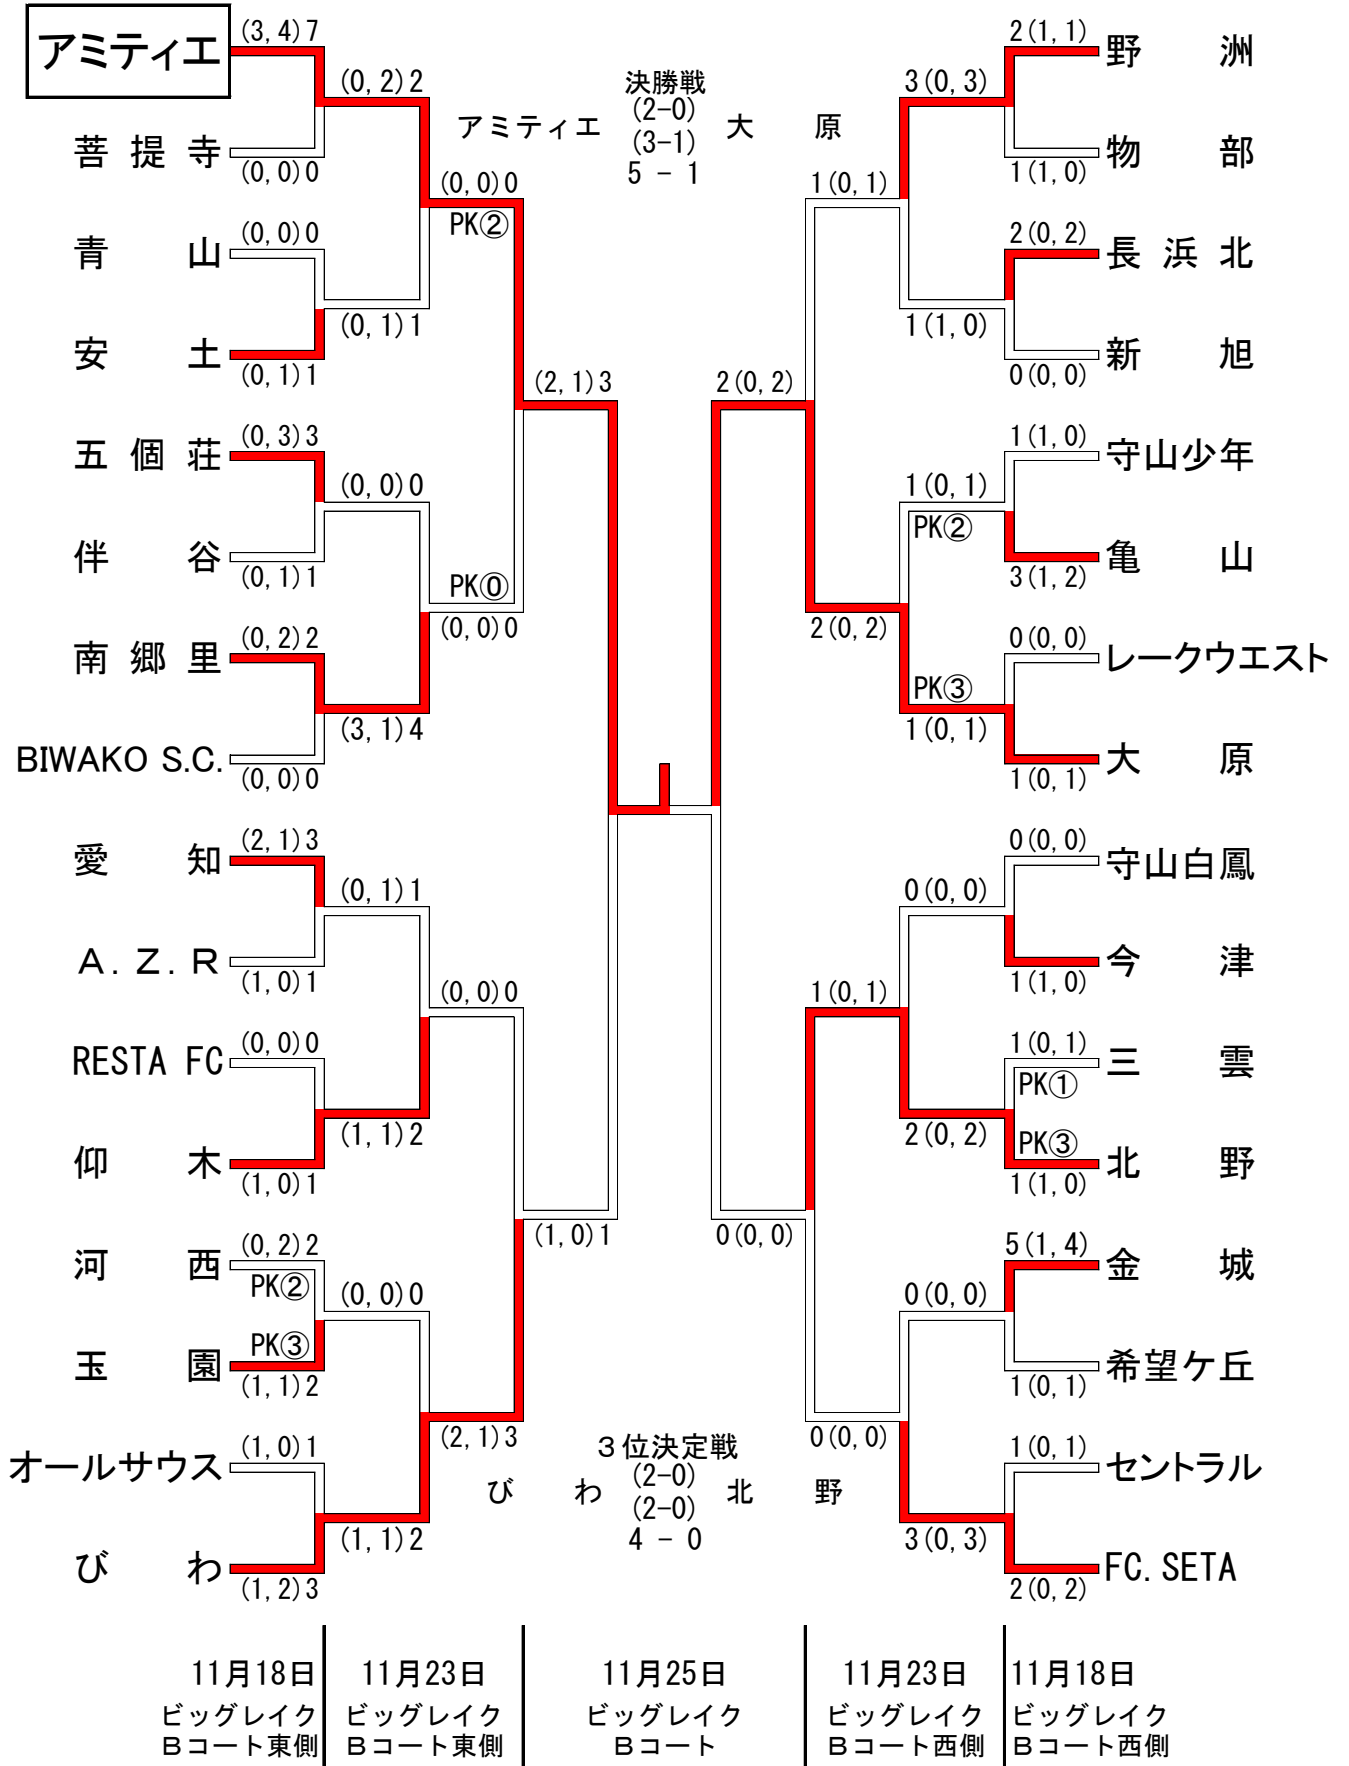 アミティエ
(3,4)7
(0,2)2
菩提寺
(0,0)0
(0,0)0
PK②
青山
(0,0)0
(0,1)1
安土
(0,1)1
(2,1)3
五個荘
(0,3)3
(0,0)0
伴谷
(0,1)1
PK⓪
(0,0)0
南郷里
(0,2)2
(3,1)4
BIWAKO S.C.
(0,0)0
愛知
(2,1)3
(0,1)1
A.Z.R
(1,0)1
(0,0)0
RESTA FC
(0,0)0
(1,1)2
仰木
(1,0)1
(1,0)1
河西
(0,2)2
PK②
(0,0)0
玉園
PK③
(1,1)2
(2,1)3
オールサウス
(1,0)1
(1,1)2
びわ
(1,2)3
決勝戦
(2-0)
アミティエ (3-1) 大原
5 - 1
3位決定戦
(2-0)
びわ (2-0) 北野
4 - 0
2(1,1)
野洲
3(0,3)
物部
1(1,0)
1(0,1)
2(0,2)
長浜北
1(1,0)
新旭
0(0,0)
2(0,2)
1(1,0)
守山少年
1(0,1)
PK②
亀山
3(1,2)
2(0,2)
0(0,0)
レークウエスト
PK③
1(0,1)
大原
1(0,1)
0(0,0)
守山白鳳
0(0,0)
今津
1(1,0)
1(0,1)
1(0,1)
三雲
PK①
2(0,2)
PK③
北野
1(1,0)
0(0,0)
5(1,4)
金城
0(0,0)
希望ケ丘
1(0,1)
0(0,0)
1(0,1)
セントラル
3(0,3)
FC.SETA
2(0,2)
11月18日
ビッグレイク
Bコート東側
11月23日
ビッグレイク
Bコート東側
11月25日
ビッグレイク
Bコート
11月23日
ビッグレイク
Bコート西側
11月18日
ビッグレイク
Bコート西側